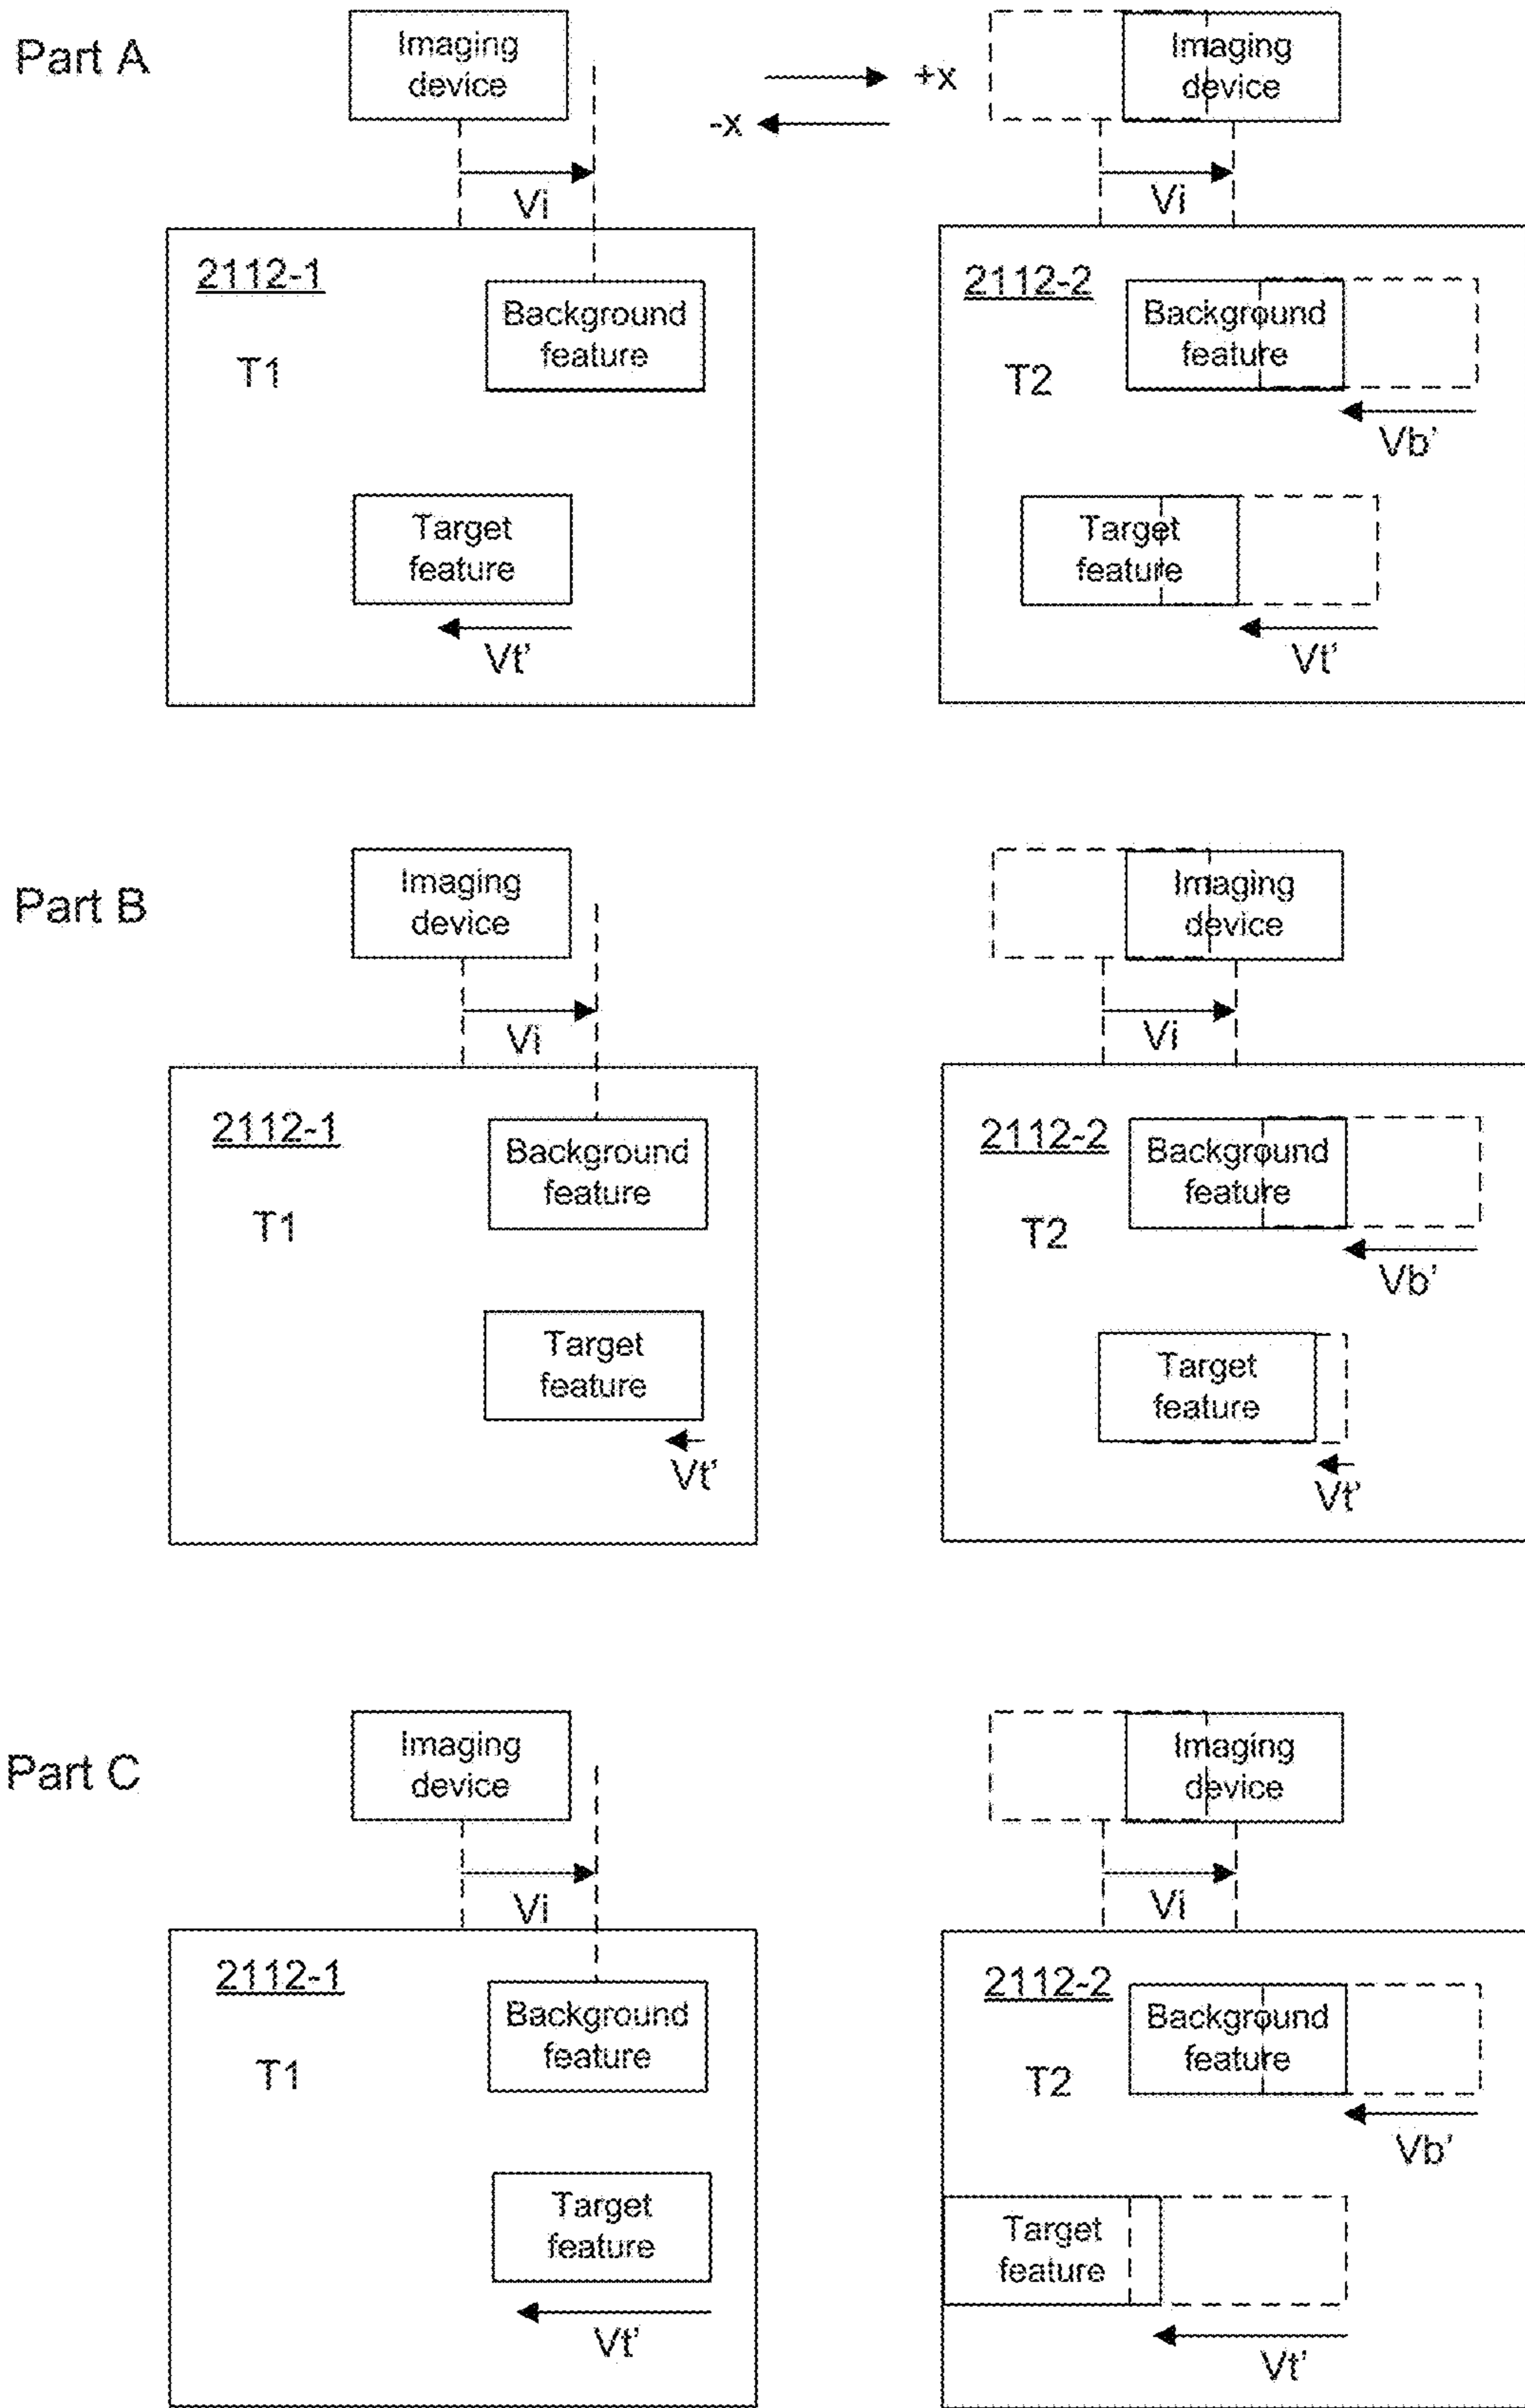 Part A
Imaging
device
+x
-x
Imaging
device
Vi
Vi
2112-1
T1
Background
feature
Target
feature
Vt'
2112-2
T2
Background
feature
Vb'
Target
feature
Vt'
Part B
Imaging
device
Imaging
device
Vi
Vi
2112-1
T1
Background
feature
Target
feature
Vt'
2112-2
T2
Background
feature
Vb'
Target
feature
Vt'
Part C
Imaging
device
Imaging
device
Vi
Vi
2112-1
T1
Background
feature
Target
feature
Vt'
2112-2
T2
Background
feature
Vb'
Target
feature
Vt'